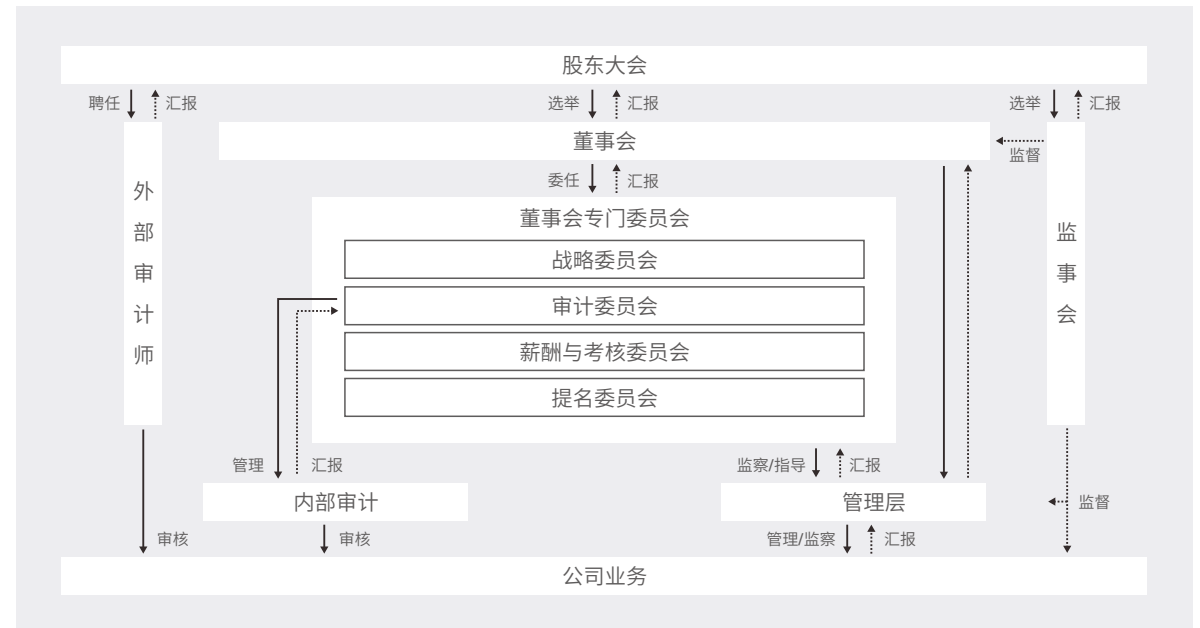 股东大会
聘任
汇报
选举
汇报
选举
汇报
董事会
监督
外部审计师
委任
汇报
董事会专门委员会
战略委员会
审计委员会
薪酬与考核委员会
提名委员会
监事会
管理
汇报
监察/指导
汇报
内部审计
管理层
监督
审核
审核
管理/监察
汇报
公司业务